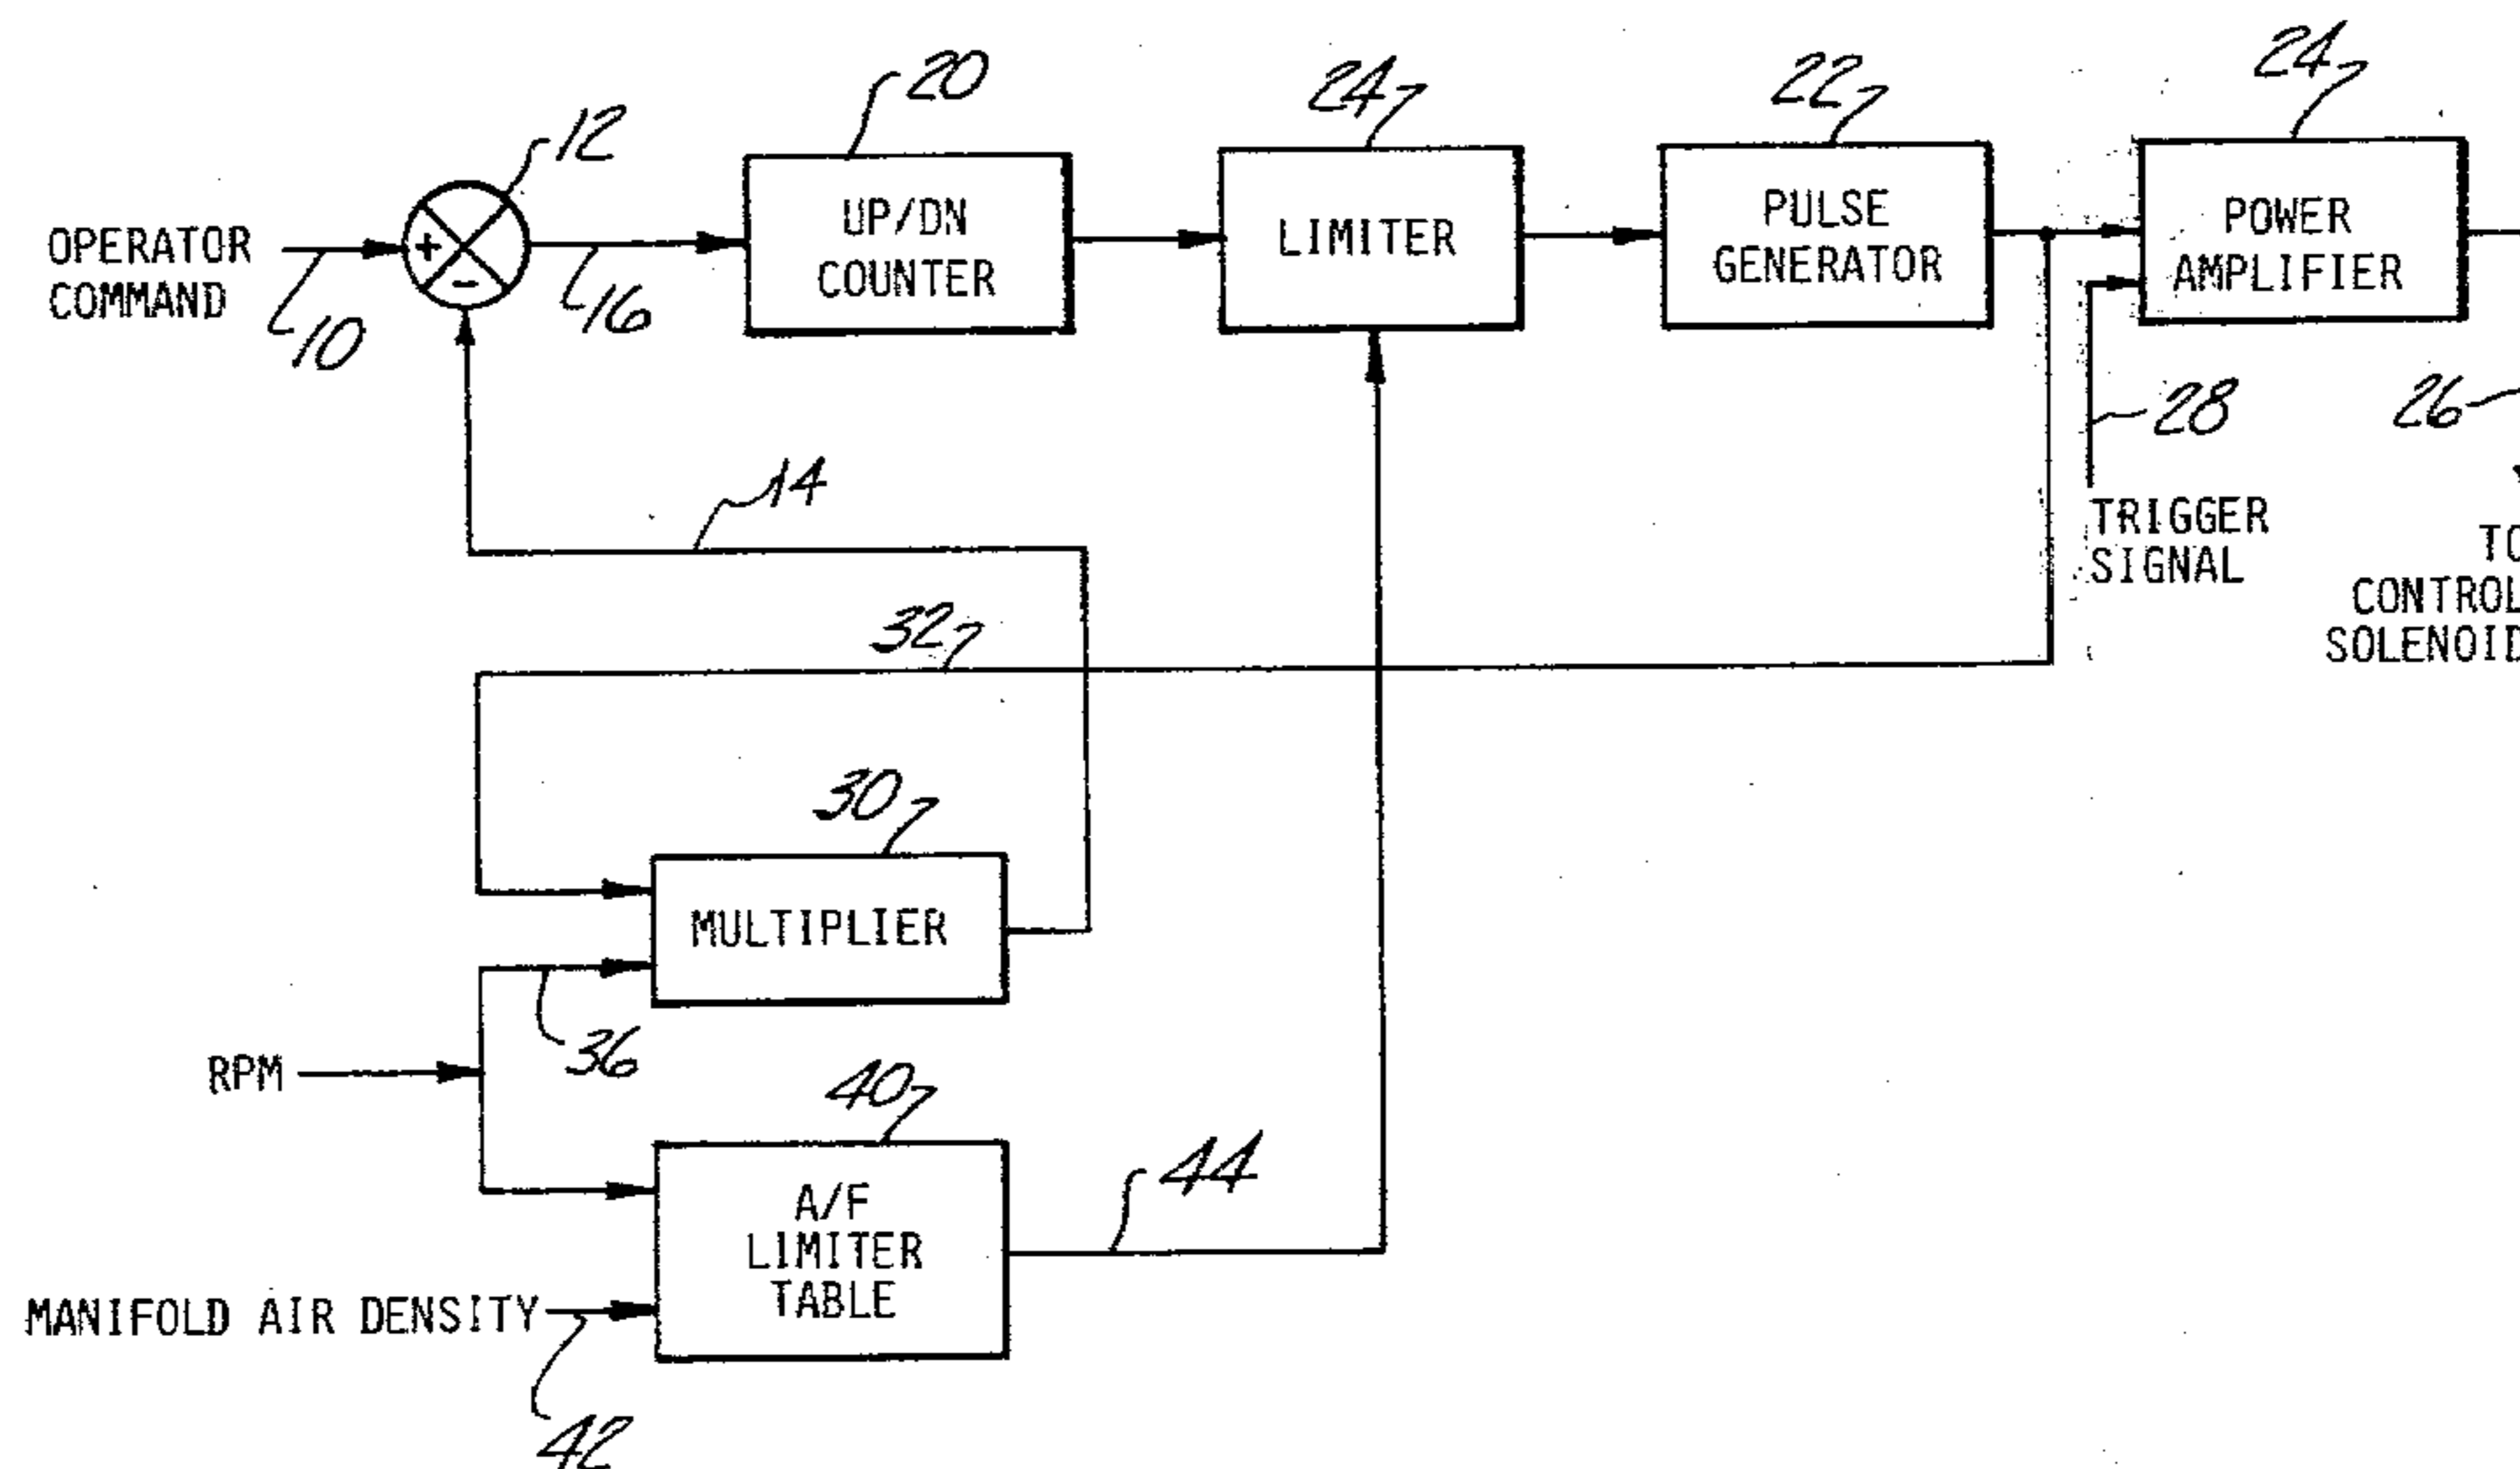 20
24
22
24
12
OPERATOR
COMMAND
+
-
10
16
UP/DN
COUNTER
LIMITER
PULSE
GENERATOR
POWER
AMPLIFIER
28
26
14
TRIGGER
SIGNAL
TO
CONTROL
SOLENOID
32
30
MULTIPLIER
36
RPM
40
44
A/F
LIMITER
TABLE
MANIFOLD AIR DENSITY
42